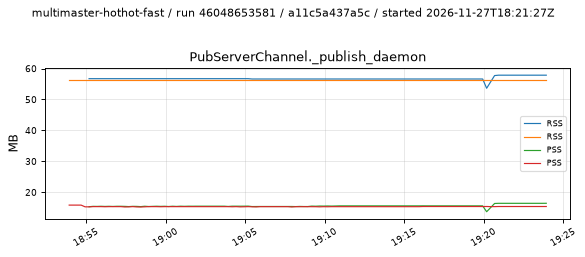 multimaster-hothot-fast / run 46048653581 / a11c5a437a5c / started 2026-11-27T18:21:27Z
PubServerChannel._publish_daemon
MB
60
50
40
30
20
RSS
RSS
PSS
PSS
18:55
19:00
19:05
19:10
19:15
19:20
19:25